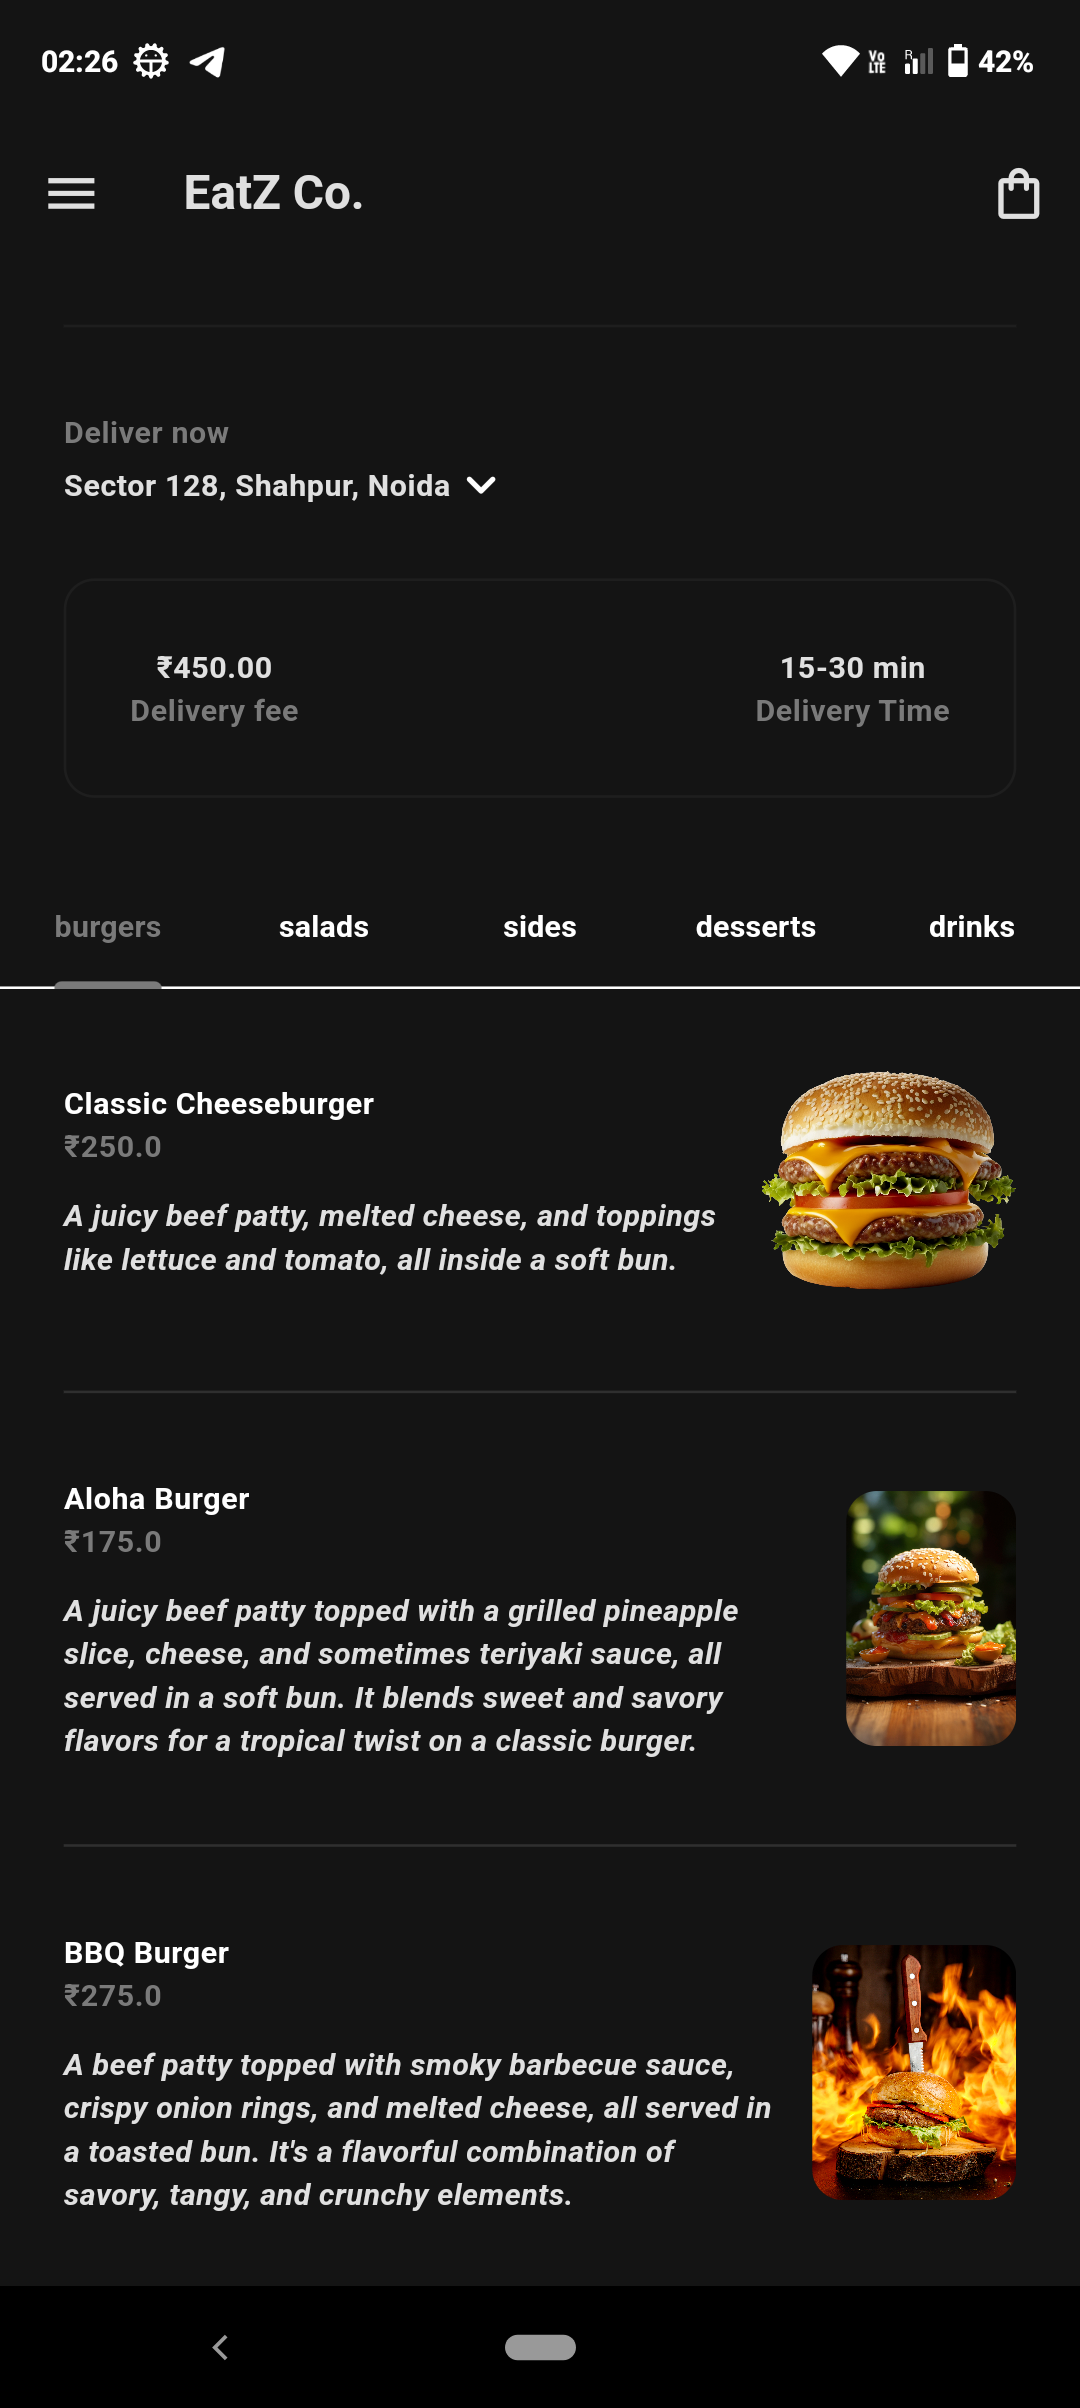 02:26
Vo LTE R 42%
EatZ Co.
Deliver now
Sector 128, Shahpur, Noida
₹450.00
Delivery fee
15-30 min
Delivery Time
burgers salads sides desserts drinks
Classic Cheeseburger
₹250.0
A juicy beef patty, melted cheese, and toppings
like lettuce and tomato, all inside a soft bun.
Aloha Burger
₹175.0
A juicy beef patty topped with a grilled pineapple
slice, cheese, and sometimes teriyaki sauce, all
served in a soft bun. It blends sweet and savory
flavors for a tropical twist on a classic burger.
BBQ Burger
₹275.0
A beef patty topped with smoky barbecue sauce,
crispy onion rings, and melted cheese, all served in
a toasted bun. It's a flavorful combination of
savory, tangy, and crunchy elements.